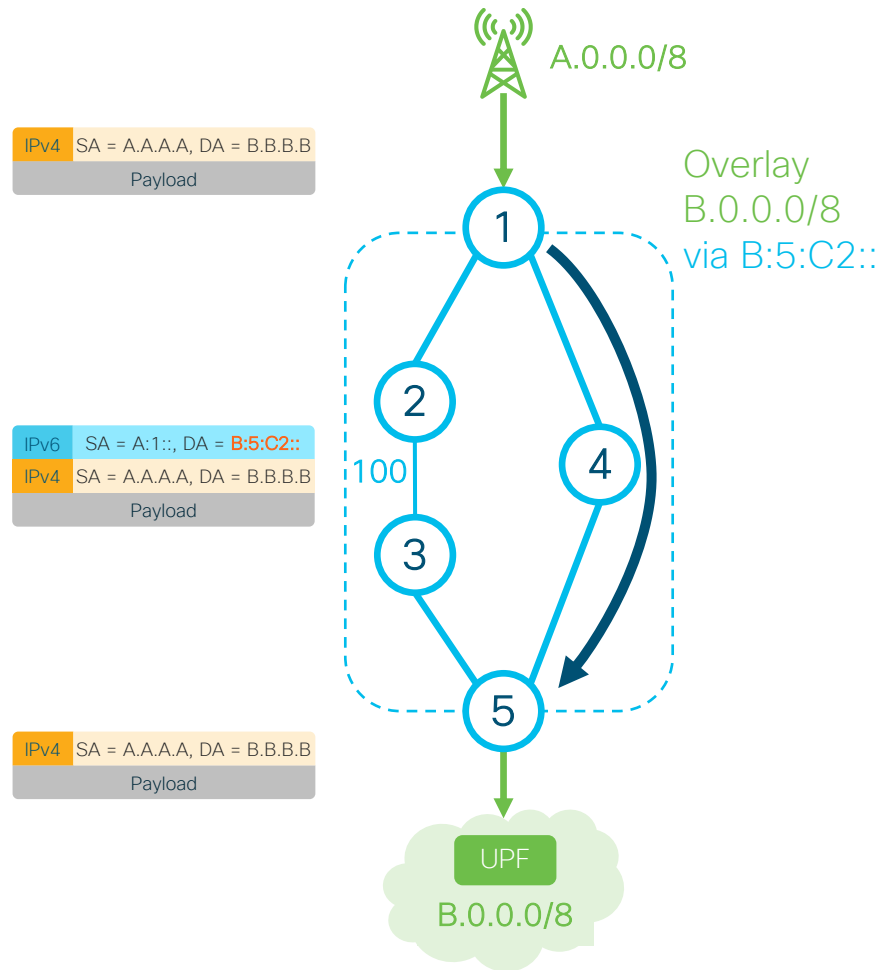 A.0.0.0/8
IPv4 SA = A.A.A.A, DA = B.B.B.B
Payload
Overlay
B.0.0.0/8
via B:5:C2::
1
2
4
100
3
IPv6 SA = A:1::, DA = B:5:C2::
IPv4 SA = A.A.A.A, DA = B.B.B.B
Payload
5
IPv4 SA = A.A.A.A, DA = B.B.B.B
Payload
UPF
B.0.0.0/8